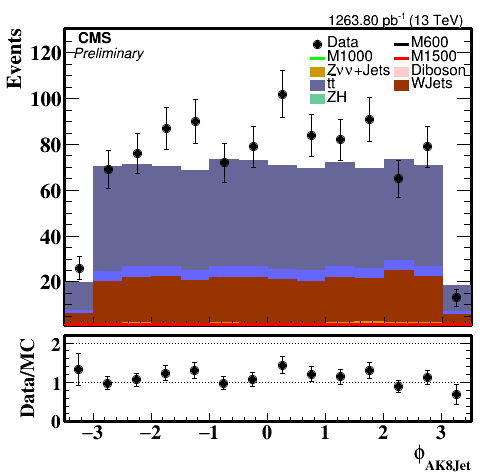 1263.80 pb⁻¹ (13 TeV)
CMS
Preliminary
Data
M600
M1000
M1500
Zνν+Jets
Diboson
tt
WJets
ZH
Events
120
100
80
60
40
20
Data/MC
2
1
0
−3 −2 −1 0 1 2 3
ϕ_AK8Jet